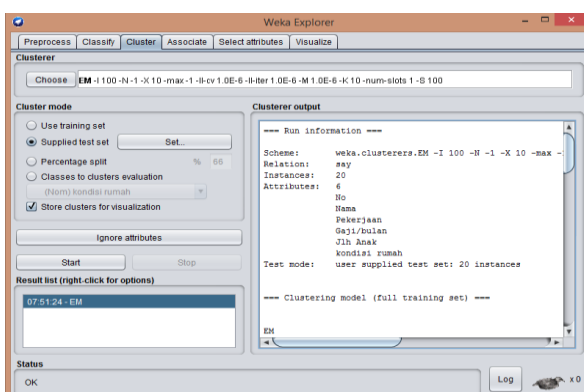 Weka Explorer
Preprocess Classify Cluster Associate Select attributes Visualize
Clusterer
Choose EM -I 100 -N -1 -X 10 -max -1 -ll-cv 1.0E-6 -ll-iter 1.0E-6 -M 1.0E-6 -K 10 -num-slots 1 -S 100
Cluster mode
Use training set
Supplied test set Set...
Percentage split % 66
Classes to clusters evaluation
(Nom) kondisi rumah
Store clusters for visualization
Ignore attributes
Start Stop
Result list (right-click for options)
07:51:24 - EM
Clusterer output
=== Run information ===
Scheme: weka.clusterers.EM -I 100 -N -1 -X 10 -max -
Relation: say
Instances: 20
Attributes: 6
No
Nama
Pekerjaan
Gaji/bulan
Jlh Anak
kondisi rumah
Test mode: user supplied test set: 20 instances
=== Clustering model (full training set) ===
EM
Status
OK
Log x 0